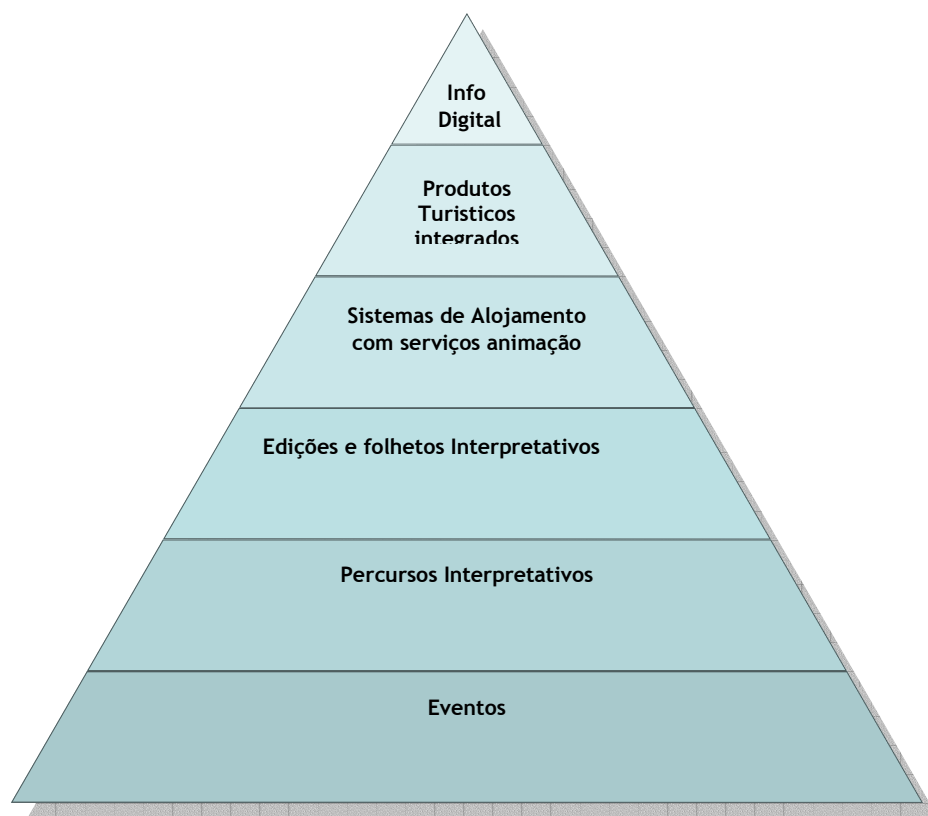 Info
Digital
Produtos
Turisticos
integrados
Sistemas de Alojamento
com serviços animação
Edições e folhetos Interpretativos
Percursos Interpretativos
Eventos